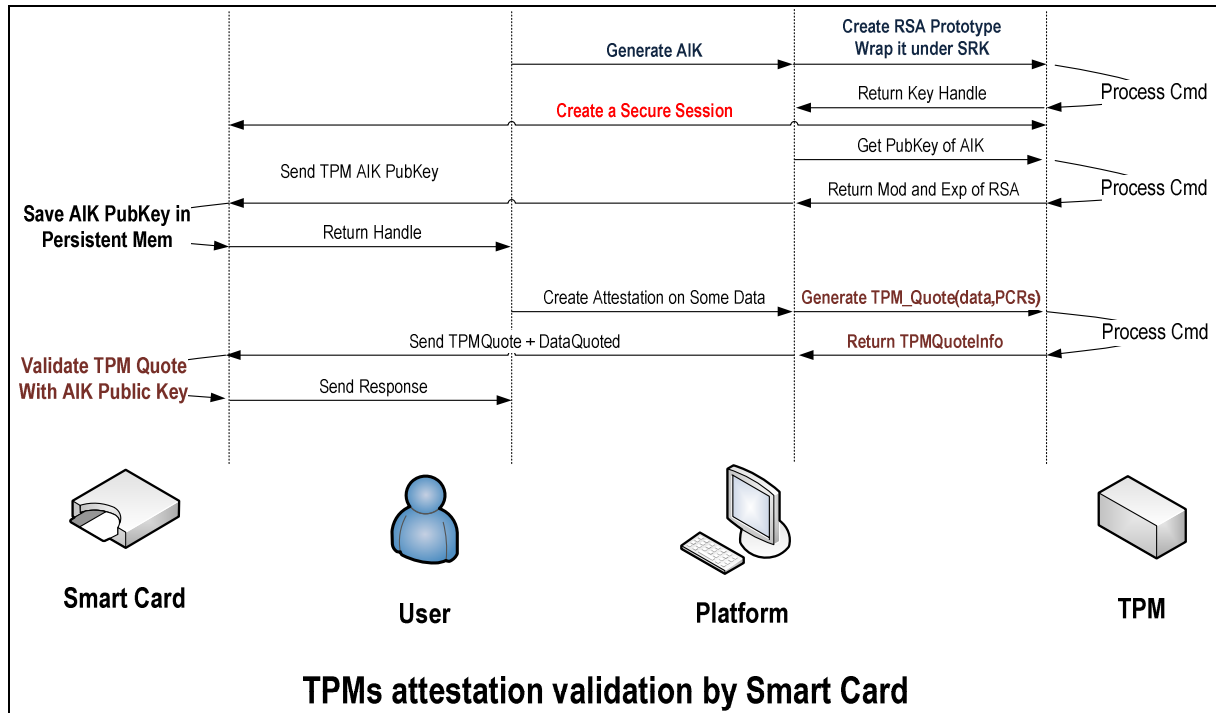 Create RSA Prototype
Wrap it under SRK
Generate AIK
Process Cmd
Return Key Handle
Create a Secure Session
Get PubKey of AIK
Send TPM AIK PubKey
Process Cmd
Return Mod and Exp of RSA
Save AIK PubKey in
Persistent Mem
Return Handle
Create Attestation on Some Data
Generate TPM_Quote(data,PCRs)
Process Cmd
Send TPMQuote + DataQuoted
Return TPMQuoteInfo
Validate TPM Quote
With AIK Public Key
Send Response
Smart Card
User
Platform
TPM
TPMs attestation validation by Smart Card